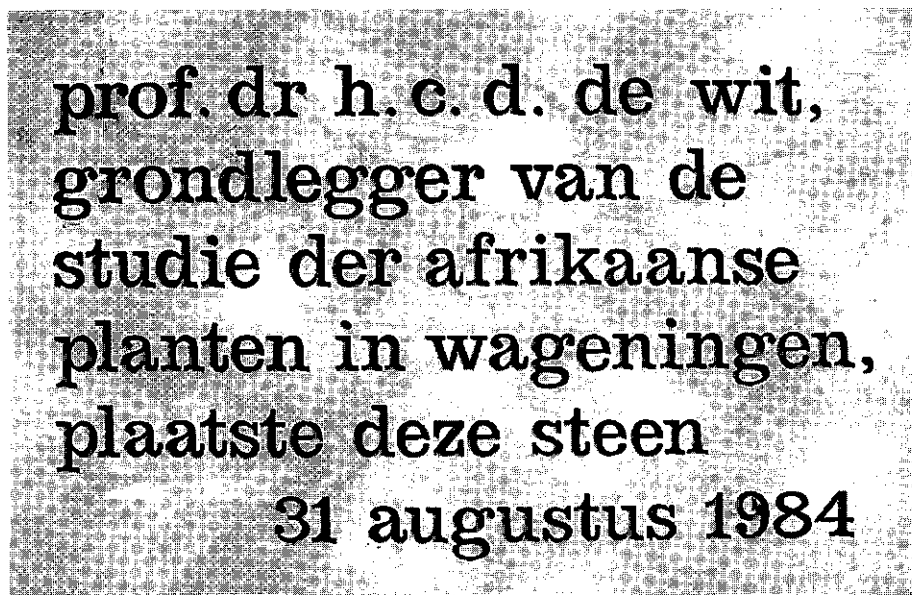 prof. dr h. c. d. de wit,
grondlegger van de
studie der afrikaanse
planten in wageningen,
plaatste deze steen
31 augustus 1984